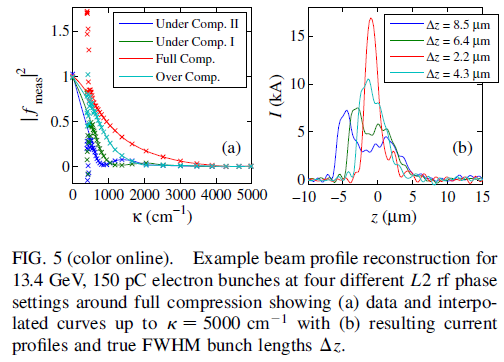 1.5
1
0.5
0
|f_meas|^2
Under Comp. II
Under Comp. I
Full Comp.
Over Comp.
(a)
0 1000 2000 3000 4000 5000
κ (cm⁻¹)
15
10
5
0
I (kA)
Δz = 8.5 μm
Δz = 6.4 μm
Δz = 2.2 μm
Δz = 4.3 μm
(b)
−10 −5 0 5 10 15
z (μm)
FIG. 5 (color online). Example beam profile reconstruction for
13.4 GeV, 150 pC electron bunches at four different L2 rf phase
settings around full compression showing (a) data and interpo-
lated curves up to κ = 5000 cm⁻¹ with (b) resulting current
profiles and true FWHM bunch lengths Δz.